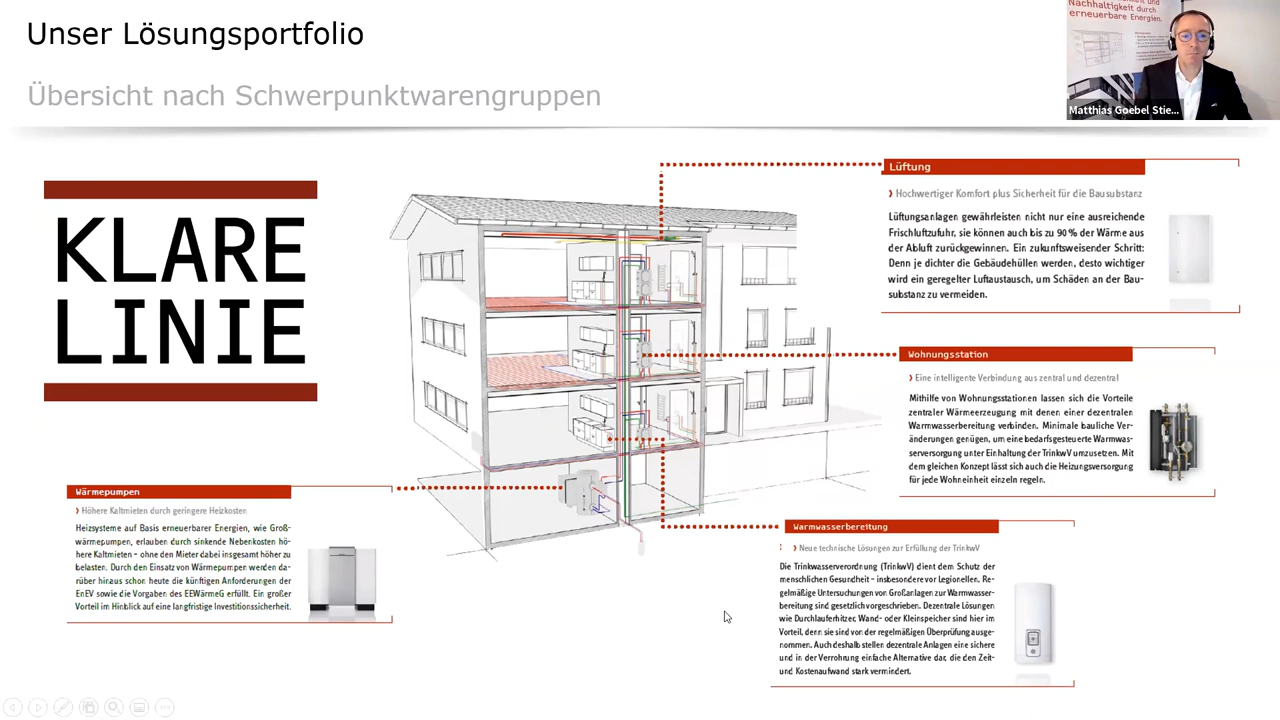 Unser Lösungsportfolio
Übersicht nach Schwerpunktwarengruppen
Nachhaltigkeit durch
erneuerbare Energien.
Matthias Goebel Stie...
KLARE
LINIE
Lüftung
Hochwertiger Komfort plus Sicherheit für die Bausubstanz
Lüftungsanlagen gewährleisten nicht nur eine ausreichende
Frischluftzufuhr, sie können auch bis zu 90 % der Wärme aus
der Abluft zurückgewinnen. Ein zukunftsweisender Schritt:
Denn je dichter die Gebäudehüllen werden, desto wichtiger
wird ein geregelter Luftaustausch, um Schäden an der Bau-
substanz zu vermeiden.
Wohnungsstation
Eine intelligente Verbindung aus zentral und dezentral
Mithilfe von Wohnungsstationen lassen sich die Vorteile
zentraler Wärmeerzeugung mit denen einer dezentralen
Warmwasserbereitung verbinden. Minimale bauliche Ver-
änderungen genügen, um eine bedarfsgesteuerte Warmwas-
serversorgung unter Einhaltung der TrinkwV umzusetzen. Mit
dem gleichen Konzept lässt sich auch die Heizungsversorgung
für jede Wohneinheit einzeln regeln.
Wärmepumpen
Höhere Kaltmieten durch geringere Heizkosten
Heizsysteme auf Basis erneuerbarer Energien, wie Groß-
wärmepumpen, erlauben durch sinkende Nebenkosten hö-
here Kaltmieten – ohne den Mieter dabei insgesamt höher zu
belasten. Durch den Einsatz von Wärmepumpen werden da-
rüber hinaus schon heute die künftigen Anforderungen der
EnEV sowie die Vorgaben des EEWärmeG erfüllt. Ein großer
Vorteil im Hinblick auf eine langfristige Investitionssicherheit.
Warmwasserbereitung
Neue technische Lösungen zur Erfüllung der TrinkwV
Die Trinkwasserverordnung (TrinkwV) dient dem Schutz der
menschlichen Gesundheit – insbesondere vor Legionellen. Re-
gelmäßige Untersuchungen von Großanlagen zur Warmwasser-
bereitung sind gesetzlich vorgeschrieben. Dezentrale Lösungen
wie Durchlauferhitzer, Wand- oder Kleinspeicher sind hier im
Vorteil, denn sie sind von der regelmäßigen Überprüfung ausge-
nommen. Auch deshalb stellen dezentrale Anlagen eine sichere
und in der Verrohrung einfache Alternative dar, die den Zeit-
und Kostenaufwand stark vermindert.